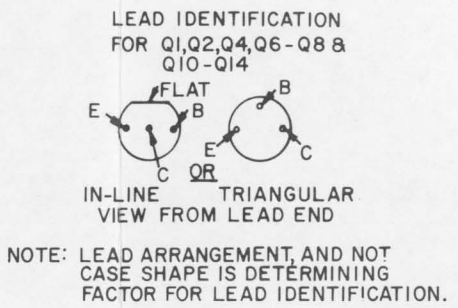 LEAD IDENTIFICATION
FOR Q1,Q2,Q4,Q6-Q8 &
Q10-Q14
FLAT
E B
C
B
E
C
OR
IN-LINE TRIANGULAR
VIEW FROM LEAD END
NOTE: LEAD ARRANGEMENT, AND NOT
CASE SHAPE IS DETERMINING
FACTOR FOR LEAD IDENTIFICATION.